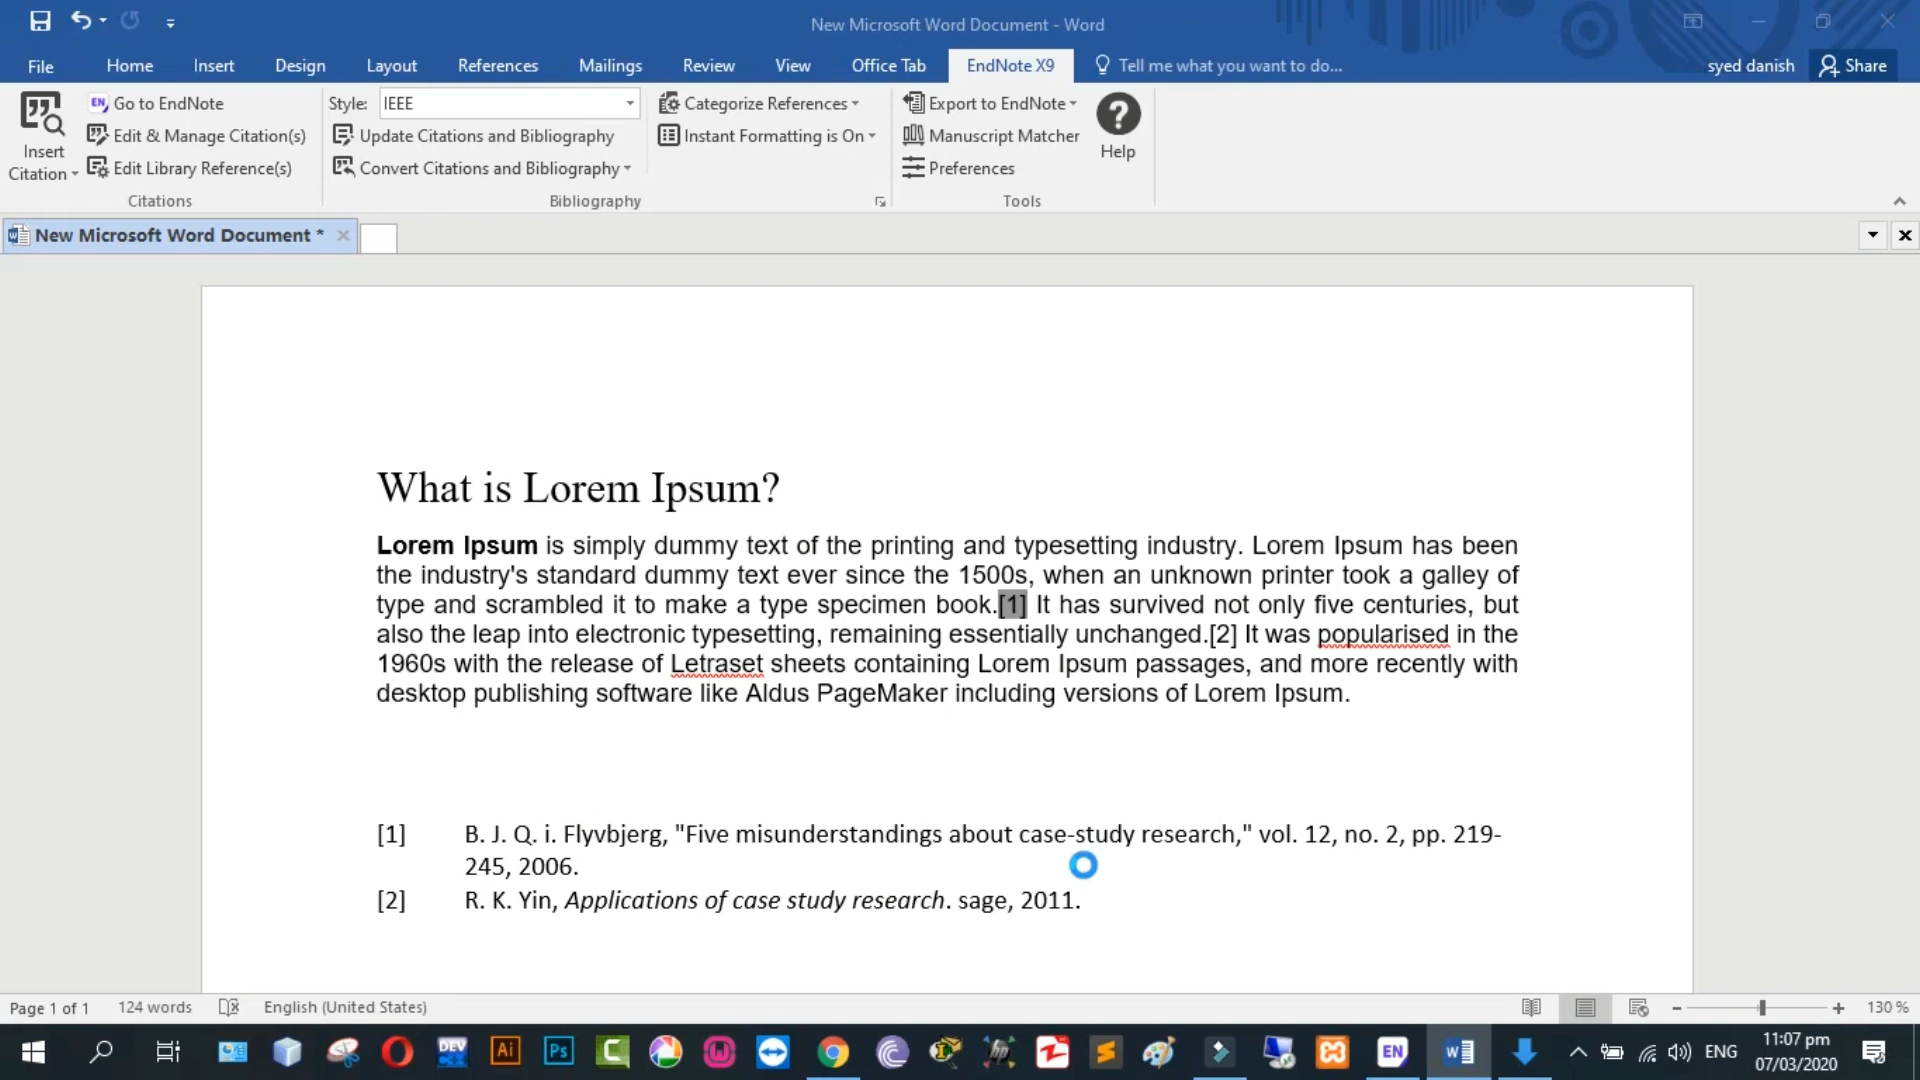 New Microsoft Word Document - Word
File Home Insert Design Layout References Mailings Review View Office Tab EndNote X9 Tell me what you want to do... syed danish Share
EN Go to EndNote
Edit & Manage Citation(s)
Edit Library Reference(s)
Insert
Citation
Citations
Style: IEEE
Update Citations and Bibliography
Convert Citations and Bibliography
Categorize References
Instant Formatting is On
Bibliography
Export to EndNote
Manuscript Matcher
Preferences
Help
Tools
New Microsoft Word Document *
What is Lorem Ipsum?
Lorem Ipsum is simply dummy text of the printing and typesetting industry. Lorem Ipsum has been
the industry's standard dummy text ever since the 1500s, when an unknown printer took a galley of
type and scrambled it to make a type specimen book.[1] It has survived not only five centuries, but
also the leap into electronic typesetting, remaining essentially unchanged.[2] It was popularised in the
1960s with the release of Letraset sheets containing Lorem Ipsum passages, and more recently with
desktop publishing software like Aldus PageMaker including versions of Lorem Ipsum.
[1] B. J. Q. i. Flyvbjerg, "Five misunderstandings about case-study research," vol. 12, no. 2, pp. 219-
245, 2006.
[2] R. K. Yin, Applications of case study research. sage, 2011.
Page 1 of 1 124 words English (United States) 130 %
DEV Ai Ps C hp EN W ENG
11:07 pm
07/03/2020